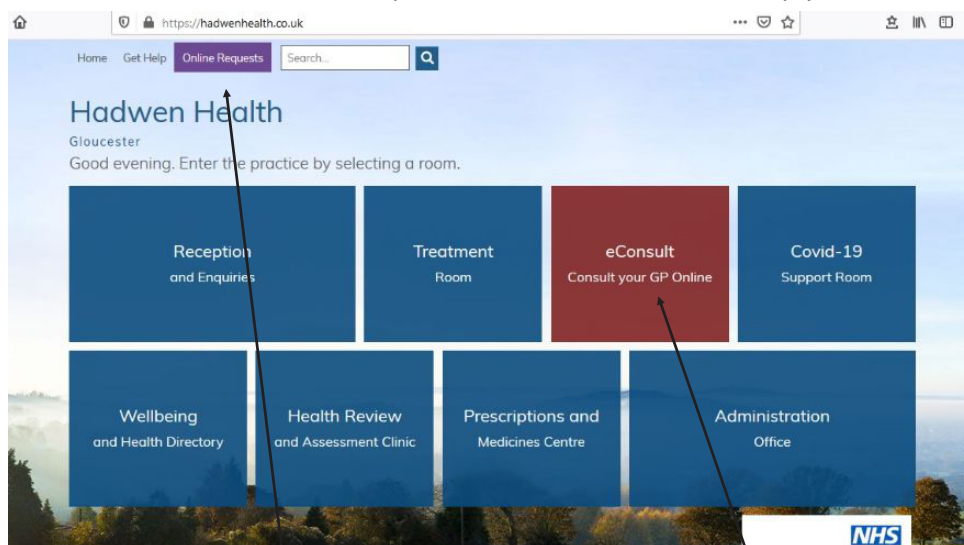 https://hadwenhealth.co.uk
Home Get Help Online Requests Search...
Hadwen Health
Gloucester
Good evening. Enter the practice by selecting a room.
Reception
and Enquiries
Treatment
Room
eConsult
Consult your GP Online
Covid-19
Support Room
Wellbeing
and Health Directory
Health Review
and Assessment Clinic
Prescriptions and
Medicines Centre
Administration
Office
NHS